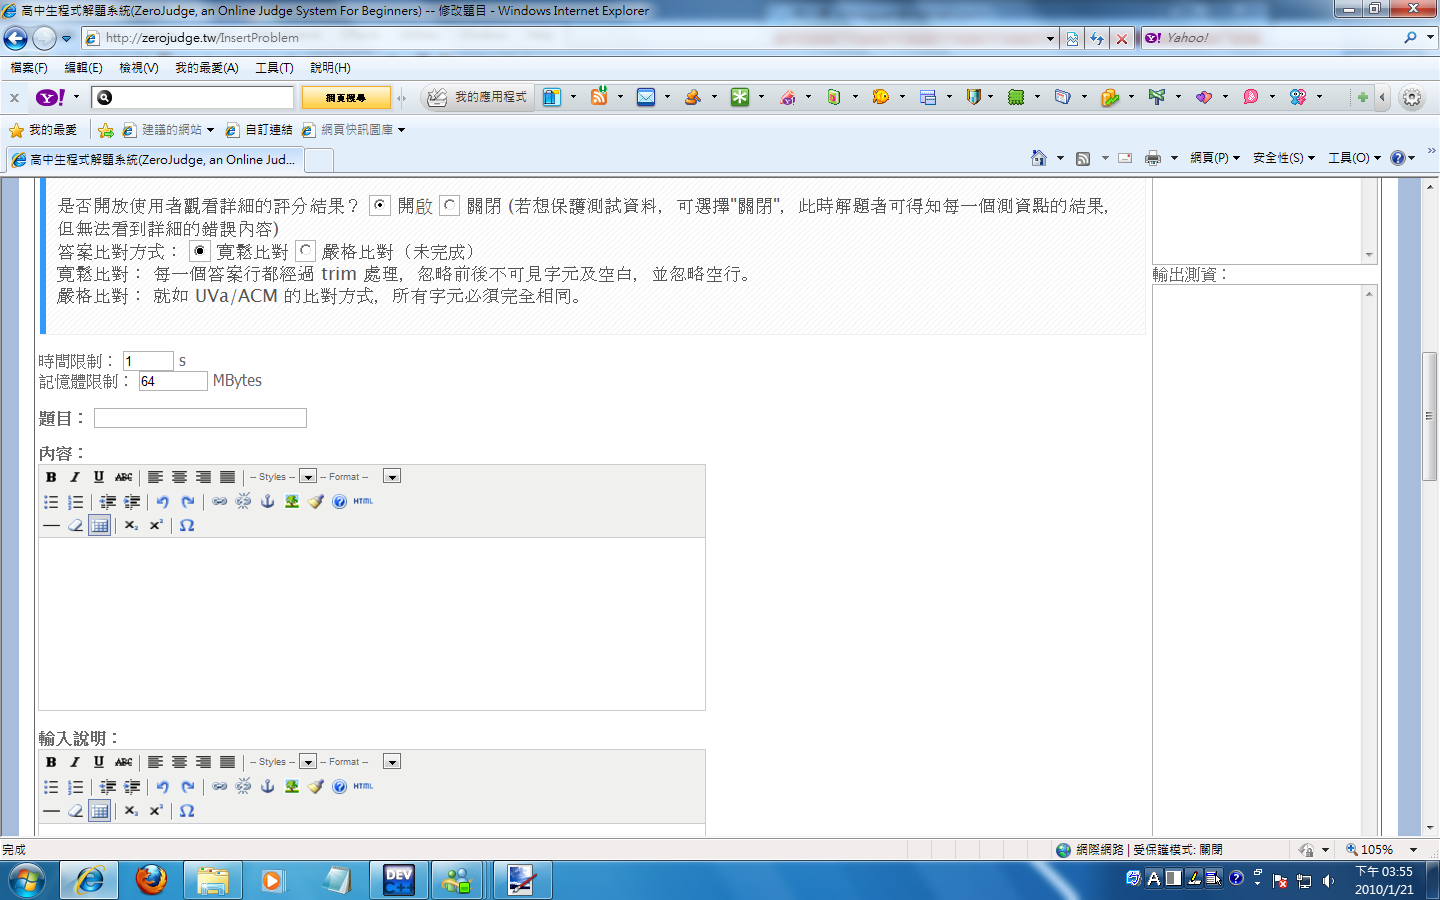 高中生程式解題系統(ZeroJudge, an Online Judge System For Beginners) -- 修改題目 - Windows Internet Explorer
http://zerojudge.tw/InsertProblem
Yahoo!
檔案(F) 編輯(E) 檢視(V) 我的最愛(A) 工具(T) 說明(H)
x Y! 網頁搜尋 我的應用程式
我的最愛 建議的網站 自訂連結 網頁快訊圖庫
高中生程式解題系統(ZeroJudge, an Online Jud... 網頁(P) 安全性(S) 工具(O)
是否開放使用者觀看詳細的評分結果？ 開啟 關閉 (若想保護測試資料，可選擇"關閉"，此時解題者可得知每一個測資點的結果，
但無法看到詳細的錯誤內容)
答案比對方式： 寬鬆比對 嚴格比對（未完成）
寬鬆比對： 每一個答案行都經過 trim 處理，忽略前後不可見字元及空白，並忽略空行。
嚴格比對： 就如 UVa/ACM 的比對方式，所有字元必須完全相同。
輸出測資：
時間限制： 1 s
記憶體限制： 64 MBytes
題目：
內容：
B I U ABC -- Styles -- -- Format --
HTML
x₂ x² Ω
輸入說明：
B I U ABC -- Styles -- -- Format --
HTML
x₂ x² Ω
完成 網際網路 | 受保護模式: 關閉 105%
DEV C++ A 下午 03:55
2010/1/21